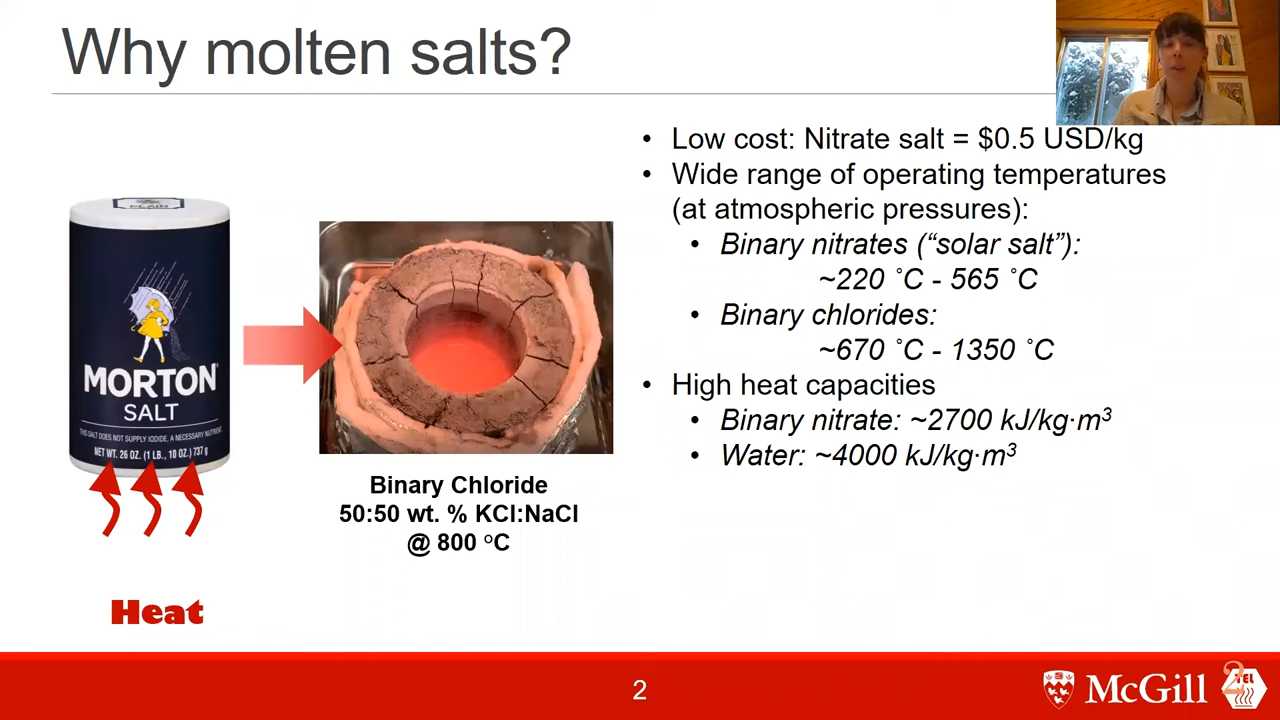 Why molten salts?
• Low cost: Nitrate salt = $0.5 USD/kg
• Wide range of operating temperatures
(at atmospheric pressures):
• Binary nitrates (“solar salt”):
~220 ˚C - 565 ˚C
• Binary chlorides:
~670 ˚C - 1350 ˚C
• High heat capacities
• Binary nitrate: ~2700 kJ/kg·m³
• Water: ~4000 kJ/kg·m³
PLAIN
MORTON
SALT
THIS SALT DOES NOT SUPPLY IODIDE, A NECESSARY NUTRIENT
NET WT. 26 OZ. (1 LB., 10 OZ.) 737 g
Heat
Binary Chloride
50:50 wt. % KCl:NaCl
@ 800 °C
2
McGill
2
TEL